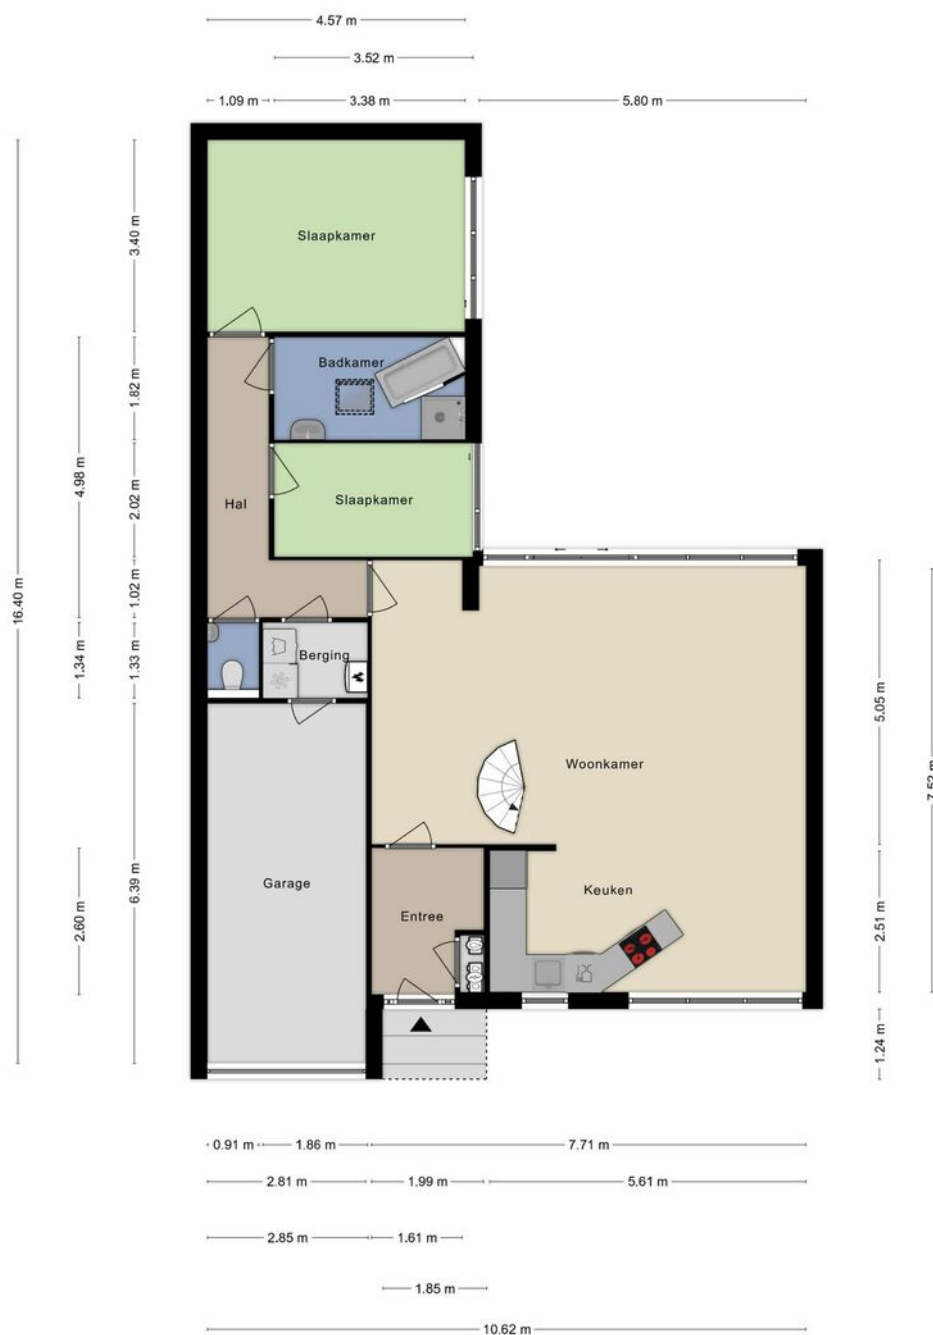 4.57 m
3.52 m
1.09 m 3.38 m 5.80 m
Slaapkamer
3.40 m
Badkamer
1.82 m
4.98 m
Slaapkamer
Hal
2.02 m
16.40 m
1.02 m
Berging
1.34 m
1.33 m
5.05 m
Woonkamer
7.52 m
Garage
Keuken
6.39 m
Entree
2.60 m
2.51 m
1.24 m
0.91 m 1.86 m 7.71 m
2.81 m 1.99 m 5.61 m
2.85 m 1.61 m
1.85 m
10.62 m